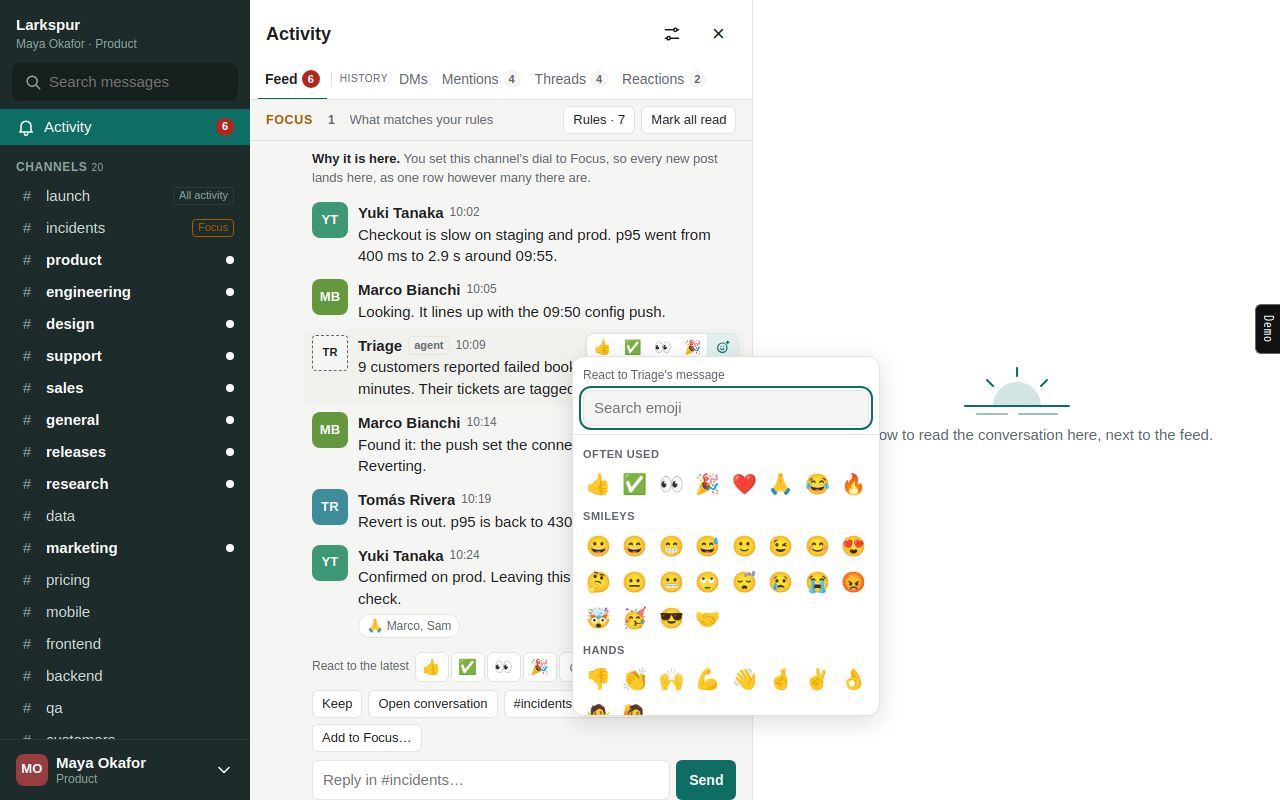 Larkspur
Maya Okafor · Product
Search messages
Activity
6
CHANNELS 20
# launch
All activity
# incidents
Focus
# product
# engineering
# design
# support
# sales
# general
# releases
# research
# data
# marketing
# pricing
# mobile
# frontend
# backend
# qa
# customers
MO
Maya Okafor
Product
Activity
Feed 6 HISTORY DMs Mentions 4 Threads 4 Reactions 2
FOCUS 1 What matches your rules
Rules · 7
Mark all read
Why it is here. You set this channel's dial to Focus, so every new post
lands here, as one row however many there are.
YT
Yuki Tanaka 10:02
Checkout is slow on staging and prod. p95 went from
400 ms to 2.9 s around 09:55.
MB
Marco Bianchi 10:05
Looking. It lines up with the 09:50 config push.
TR
Triage agent 10:09
9 customers reported failed
minutes. Their tickets are tagged
MB
Marco Bianchi 10:14
Found it: the push set the
Reverting.
TR
Tomás Rivera 10:19
Revert is out. p95 is back to 430
YT
Yuki Tanaka 10:24
Confirmed on prod. Leaving this
check.
Marco, Sam
React to the latest
Keep
Open conversation
#incidents
Add to Focus…
Reply in #incidents…
Send
React to Triage's message
Search emoji
OFTEN USED
SMILEYS
HANDS
to read the conversation here, next to the feed.
Demo